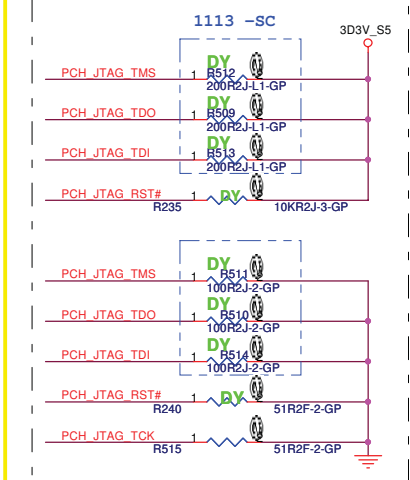 1113 -SC
3D3V_S5
DY
PCH_JTAG_TMS 1 R512
200R2J-L1-GP
DY
PCH_JTAG_TDO 1 R509
200R2J-L1-GP
DY
PCH_JTAG_TDI 1 R513
200R2J-L1-GP
PCH_JTAG_RST# 1 DY
R235 10KR2J-3-GP
DY
PCH_JTAG_TMS 1 R511
100R2J-2-GP
DY
PCH_JTAG_TDO 1 R510
100R2J-2-GP
DY
PCH_JTAG_TDI 1 R514
100R2J-2-GP
PCH_JTAG_RST# 1 DY
R240 51R2F-2-GP
PCH_JTAG_TCK 1
R515 51R2F-2-GP